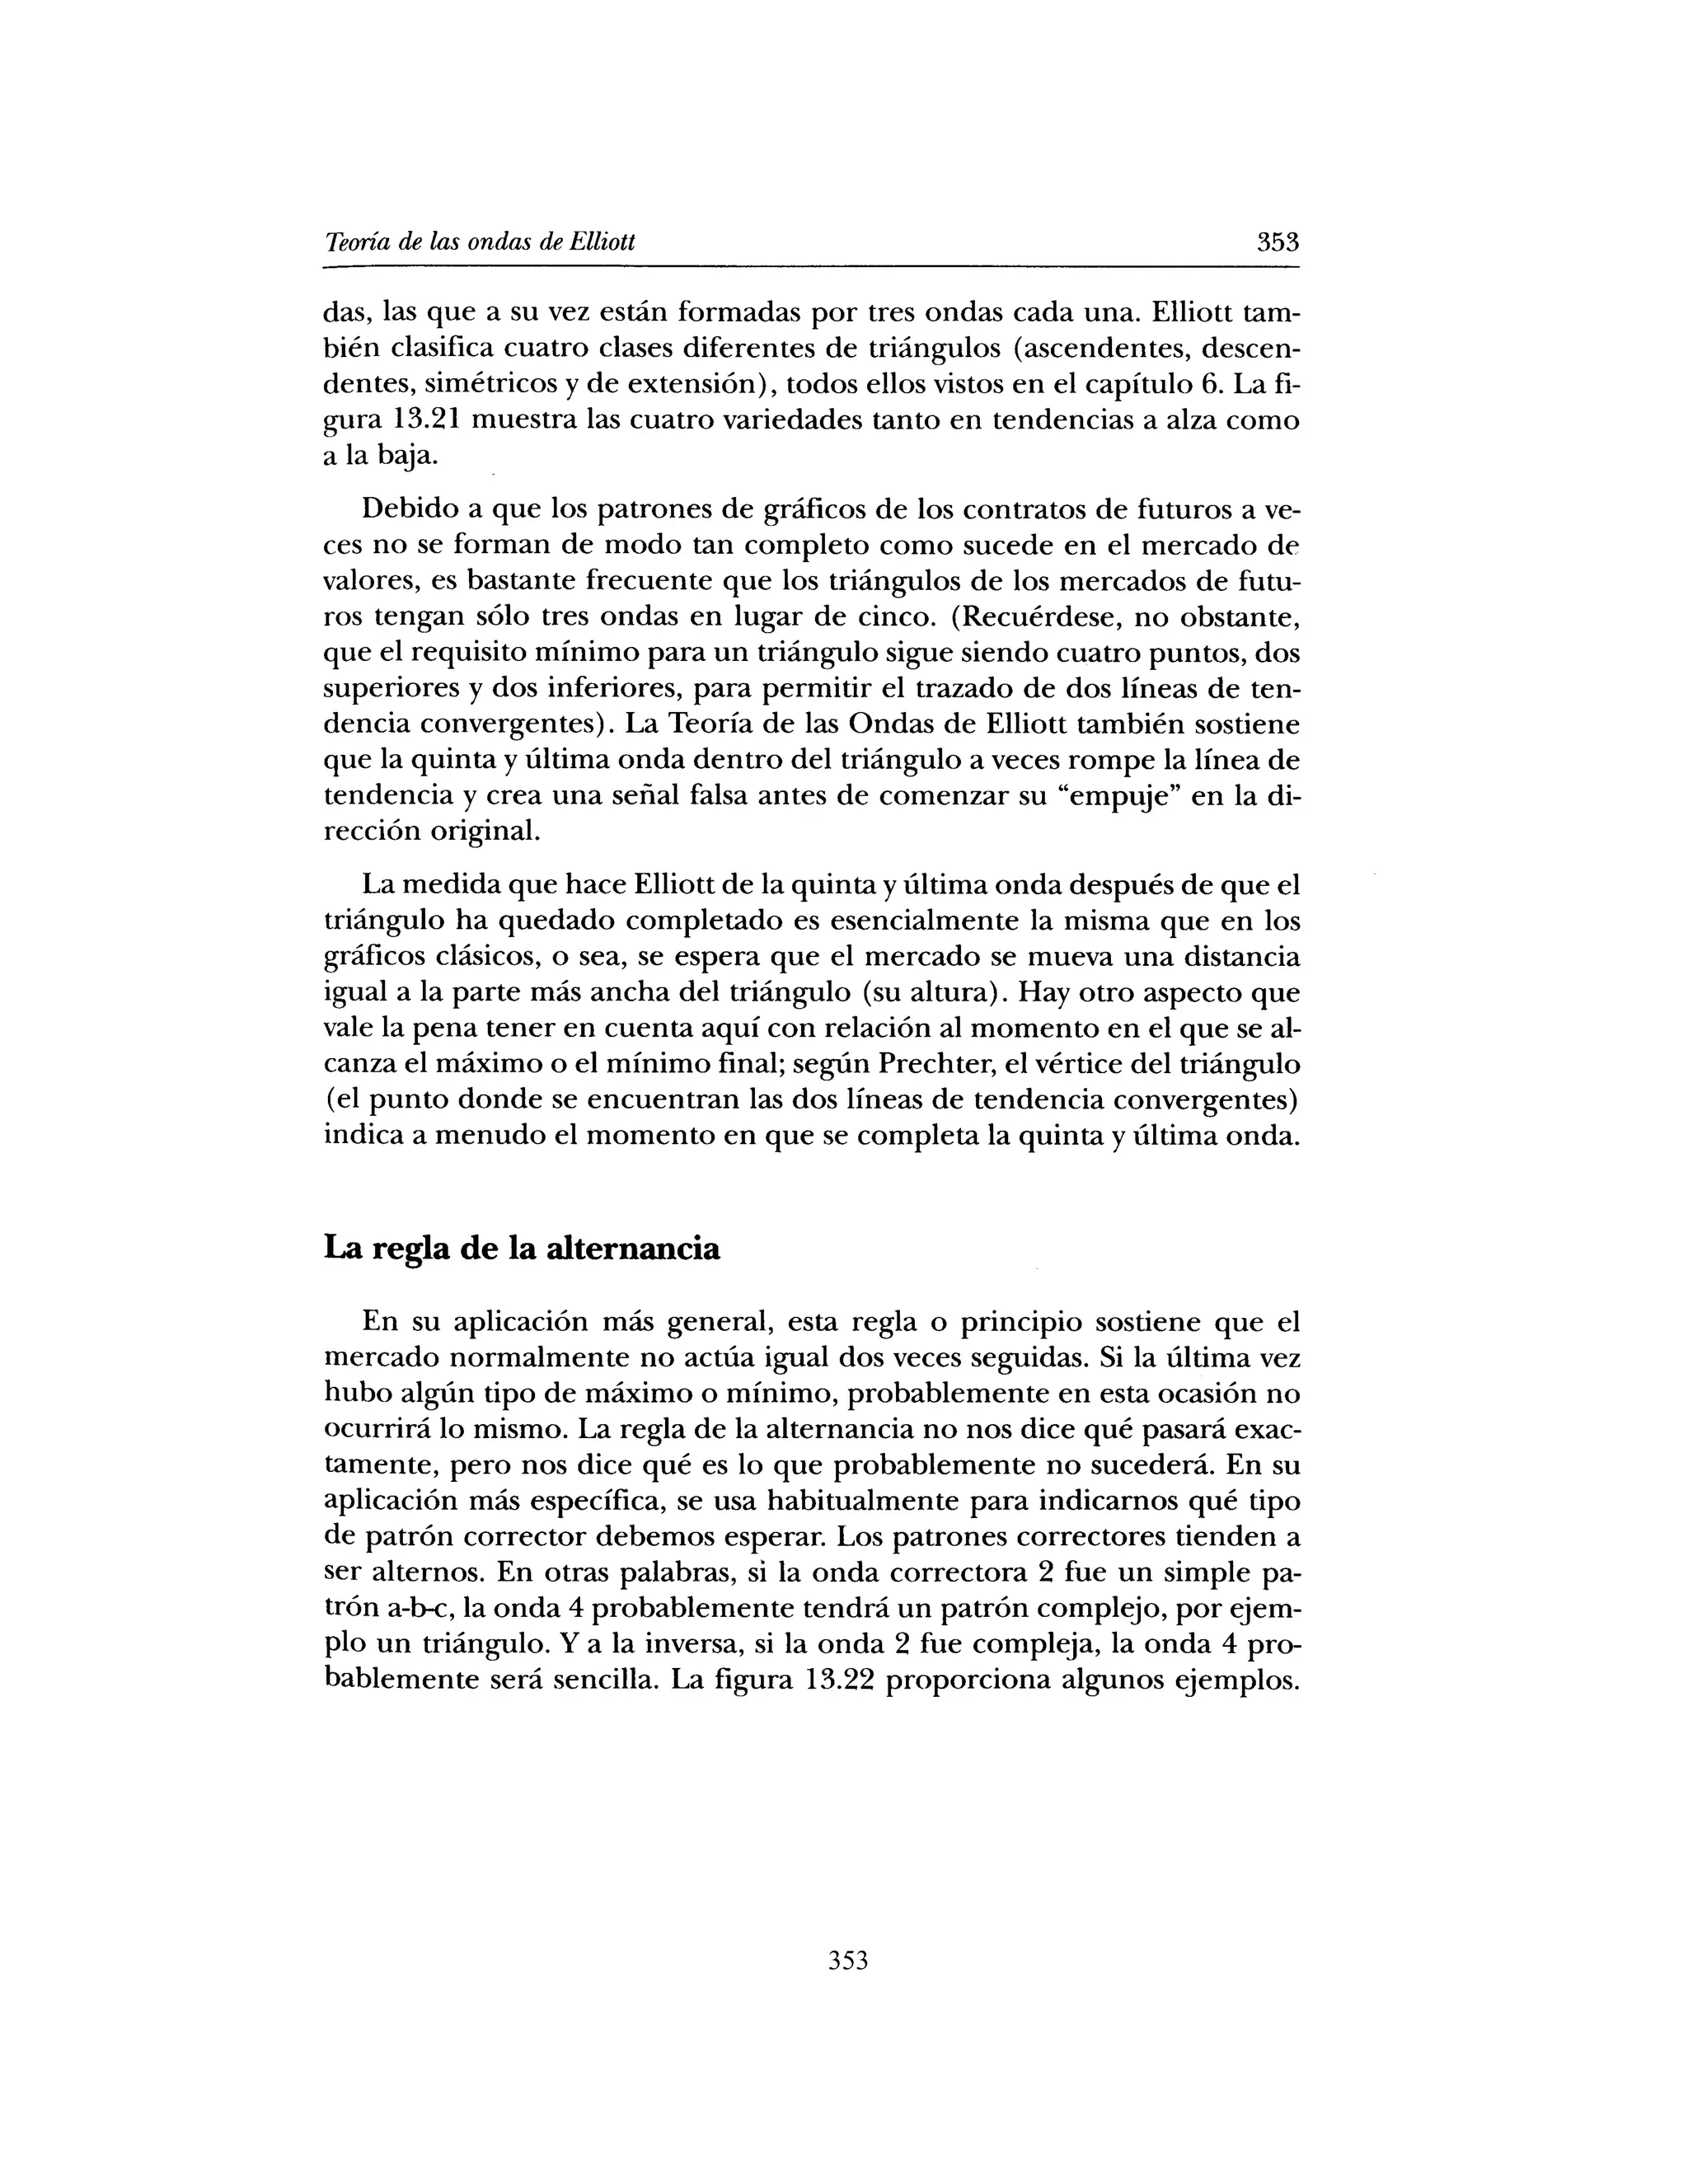 Teoría de las ondas de Elliott 353
das, las que a su vez están formadas por tres ondas cada una. Elliott tam-
bién clasifica cuatro clases diferentes de triángulos (ascendentes, descen-
dentes, simétricos y de extensión), todos ellos vistos en el capítulo 6. La fi-
gura 13.21 muestra las cuatro variedades tanto en tendencias a alza como
a la baja.
Debido a que los patrones de gráficos de los contratos de futuros a ve-
ces no se forman de modo tan completo como sucede en el mercado de
valores, es bastante frecuente que los triángulos de los mercados de futu-
ros tengan sólo tres ondas en lugar de cinco. (Recuérdese, no obstante,
que el requisito mínimo para un triángulo sigue siendo cuatro puntos, dos
superiores y dos inferiores, para permitir el trazado de dos líneas de ten-
dencia convergentes). La Teoría de las Ondas de Elliott también sostiene
que la quinta y última onda dentro del triángulo a veces rompe la línea de
tendencia y crea una señal falsa antes de comenzar su “empuje” en la di-
rección original.
La medida que hace Elliott de la quinta y última onda después de que el
triángulo ha quedado completado es esencialmente la misma que en los
gráficos clásicos, o sea, se espera que el mercado se mueva una distancia
igual a la parte más ancha del triángulo (su altura). Hay otro aspecto que
vale la pena tener en cuenta aquí con relación al momento en el que se al-
canza el máximo o el mínimo final; según Prechter, el vértice del triángulo
(el punto donde se encuentran las dos líneas de tendencia convergentes)
indica a menudo el momento en que se completa la quinta y última onda.
La regla de la alternancia
En su aplicación más general, esta regla o principio sostiene que el
mercado normalmente no actúa igual dos veces seguidas. Si la última vez
hubo algún tipo de máximo o mínimo, probablemente en esta ocasión no
ocurrirá lo mismo. La regla de la alternancia no nos dice qué pasará exac-
tamente, pero nos dice qué es lo que probablemente no sucederá. En su
aplicación más específica, se usa habitualmente para indicarnos qué tipo
de patrón corrector debemos esperar. Los patrones correctores tienden a
ser alternos. En otras palabras, si la onda correctora 2 fue un simple pa-
trón a-b-c, la onda 4 probablemente tendrá un patrón complejo, por ejem-
plo un triángulo. Y a la inversa, si la onda 2 fue compleja, la onda 4 pro-
bablemente será sencilla. La figura 13.22 proporciona algunos ejemplos.
353